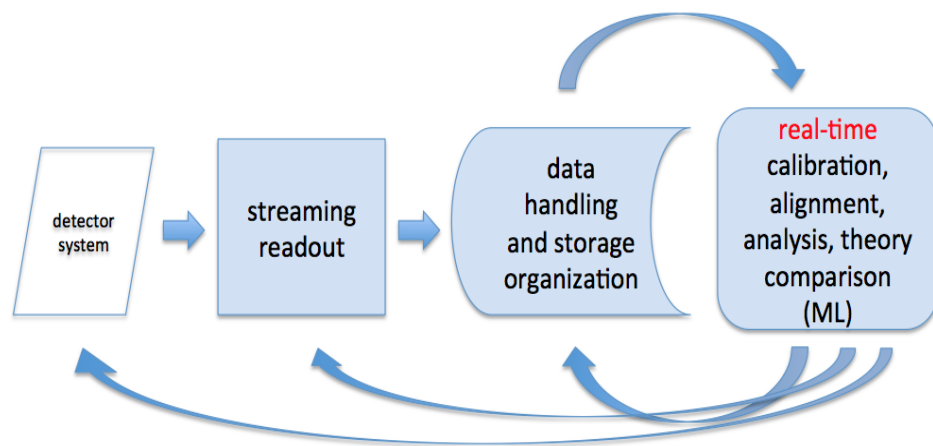 detector
system
streaming
readout
data
handling
and storage
organization
real-time
calibration,
alignment,
analysis, theory
comparison
(ML)